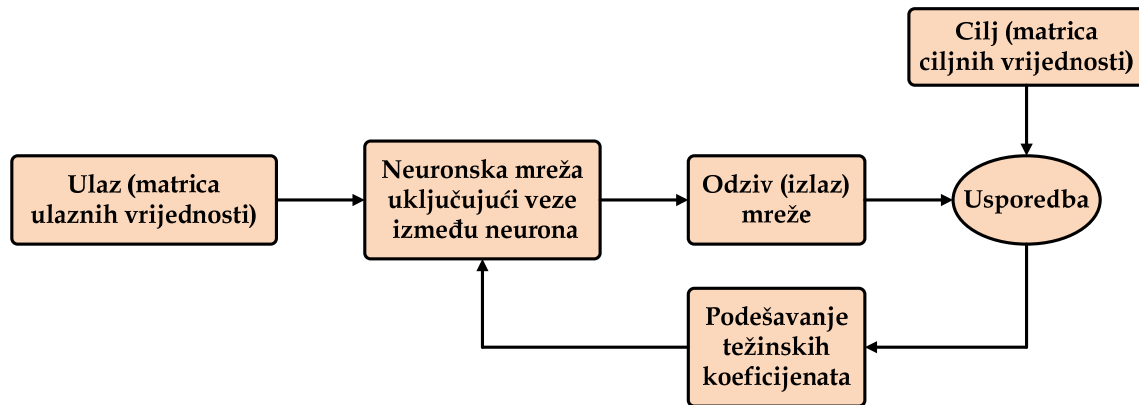 Cilj (matrica
ciljnih vrijednosti)
Ulaz (matrica
ulaznih vrijednosti)
Neuronska mreža
uključujući veze
između neurona
Odziv (izlaz)
mreže
Usporedba
Podešavanje
težinskih
koeficijenata